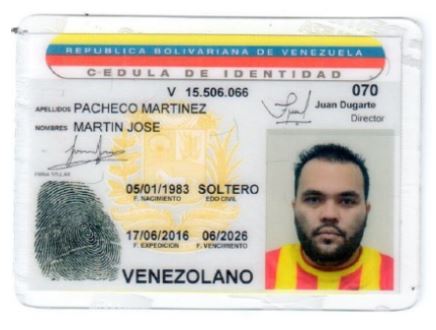 REPUBLICA BOLIVARIANA DE VENEZUELA
CEDULA DE IDENTIDAD
V 15.506.066 070
APELLIDOS PACHECO MARTINEZ
Juan Dugarte
Director
NOMBRES MARTIN JOSE
FIRMA TITULAR
05/01/1983 SOLTERO
F. NACIMIENTO EDO CIVIL
17/06/2016 06/2026
F. EXPEDICION F. VENCIMIENTO
VENEZOLANO